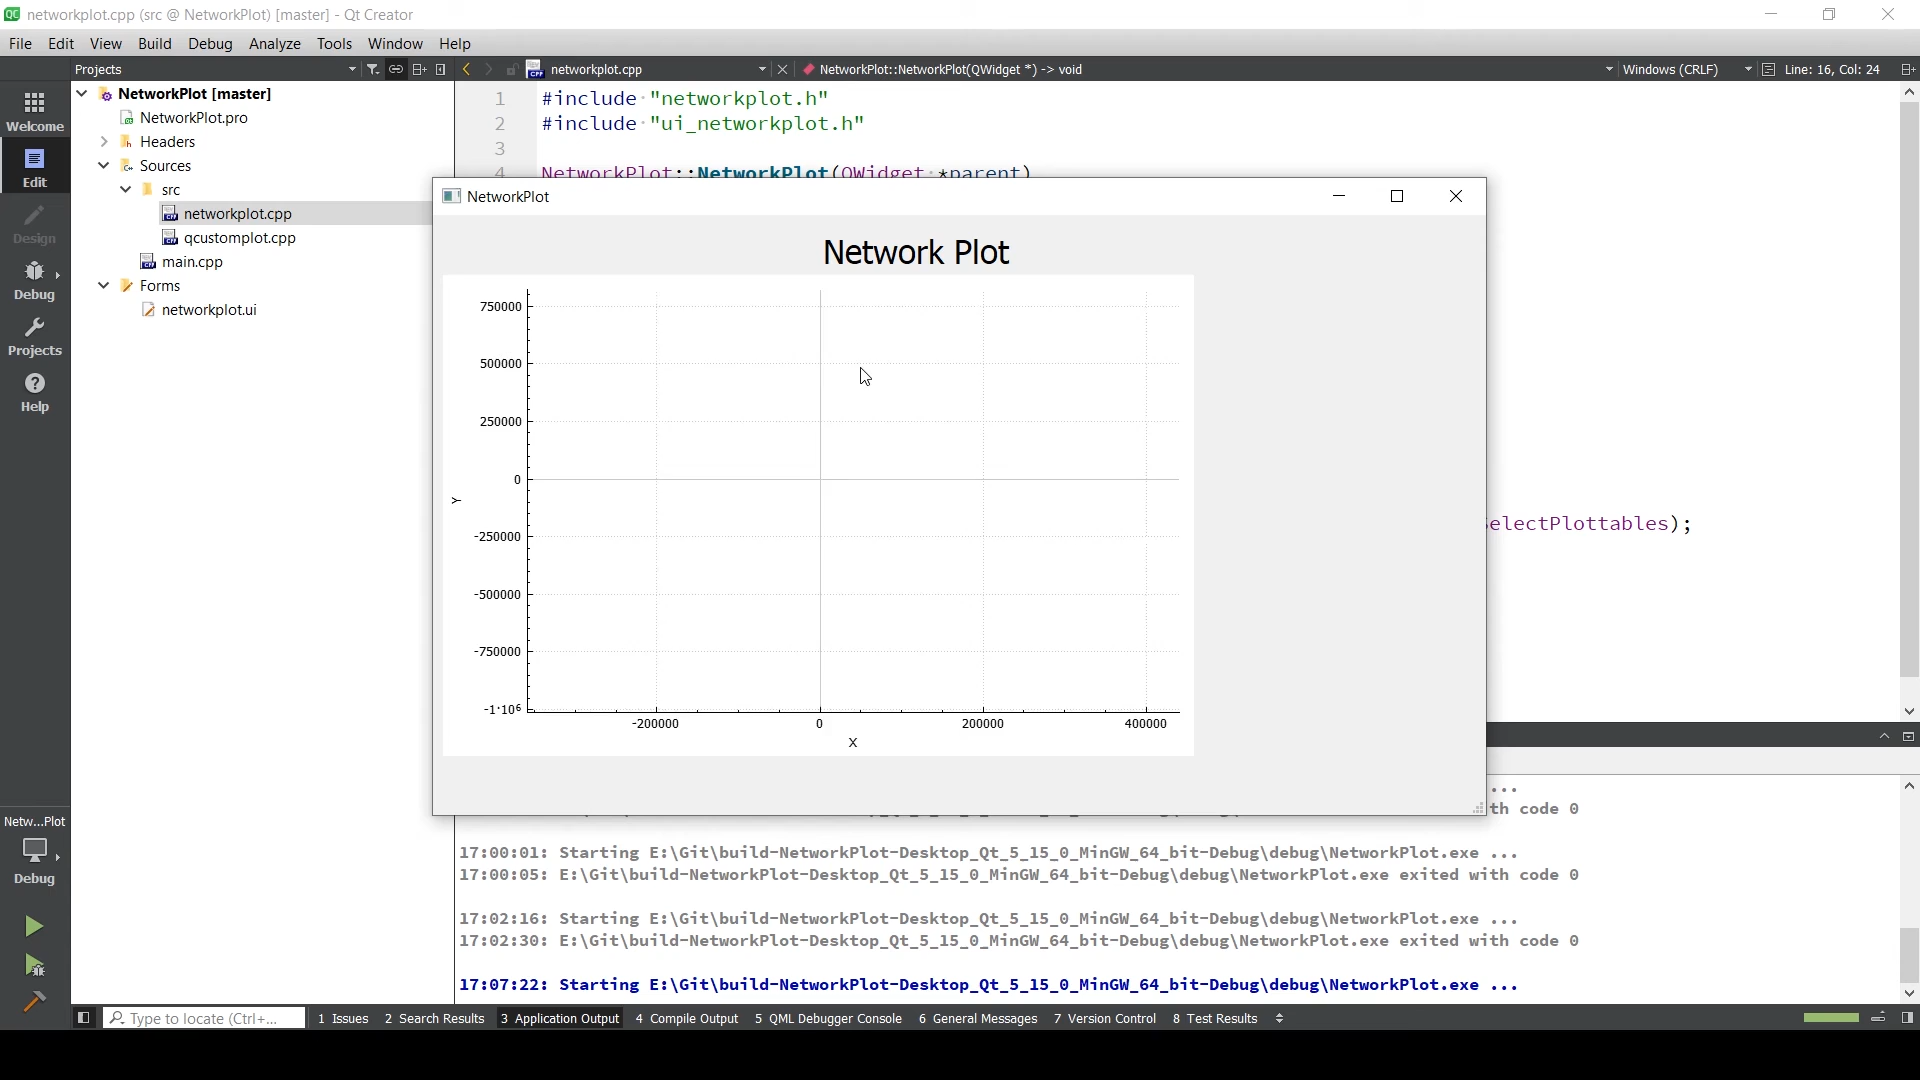 networkplot.cpp (src @ NetworkPlot) [master] - Qt Creator
File Edit View Build Debug Analyze Tools Window Help
Projects
networkplot.cpp
NetworkPlot::NetworkPlot(QWidget *) -> void
Windows (CRLF)
Line: 16, Col: 24
Welcome
Edit
Design
Debug
Projects
Help
NetworkPlot [master]
NetworkPlot.pro
Headers
Sources
src
networkplot.cpp
qcustomplot.cpp
main.cpp
Forms
networkplot.ui
1 #include "networkplot.h"
2 #include "ui_networkplot.h"
3
4 NetworkPlot::NetworkPlot(QWidget *parent)
electPlottables);
NetworkPlot
Network Plot
750000
500000
250000
0
-250000
-500000
-750000
-1·10⁶
Y
-200000 0 200000 400000
X
...
th code 0
17:00:01: Starting E:\Git\build-NetworkPlot-Desktop_Qt_5_15_0_MinGW_64_bit-Debug\debug\NetworkPlot.exe ...
17:00:05: E:\Git\build-NetworkPlot-Desktop_Qt_5_15_0_MinGW_64_bit-Debug\debug\NetworkPlot.exe exited with code 0
17:02:16: Starting E:\Git\build-NetworkPlot-Desktop_Qt_5_15_0_MinGW_64_bit-Debug\debug\NetworkPlot.exe ...
17:02:30: E:\Git\build-NetworkPlot-Desktop_Qt_5_15_0_MinGW_64_bit-Debug\debug\NetworkPlot.exe exited with code 0
17:07:22: Starting E:\Git\build-NetworkPlot-Desktop_Qt_5_15_0_MinGW_64_bit-Debug\debug\NetworkPlot.exe ...
Netw...Plot
Debug
Type to locate (Ctrl+...
1 Issues 2 Search Results 3 Application Output 4 Compile Output 5 QML Debugger Console 6 General Messages 7 Version Control 8 Test Results